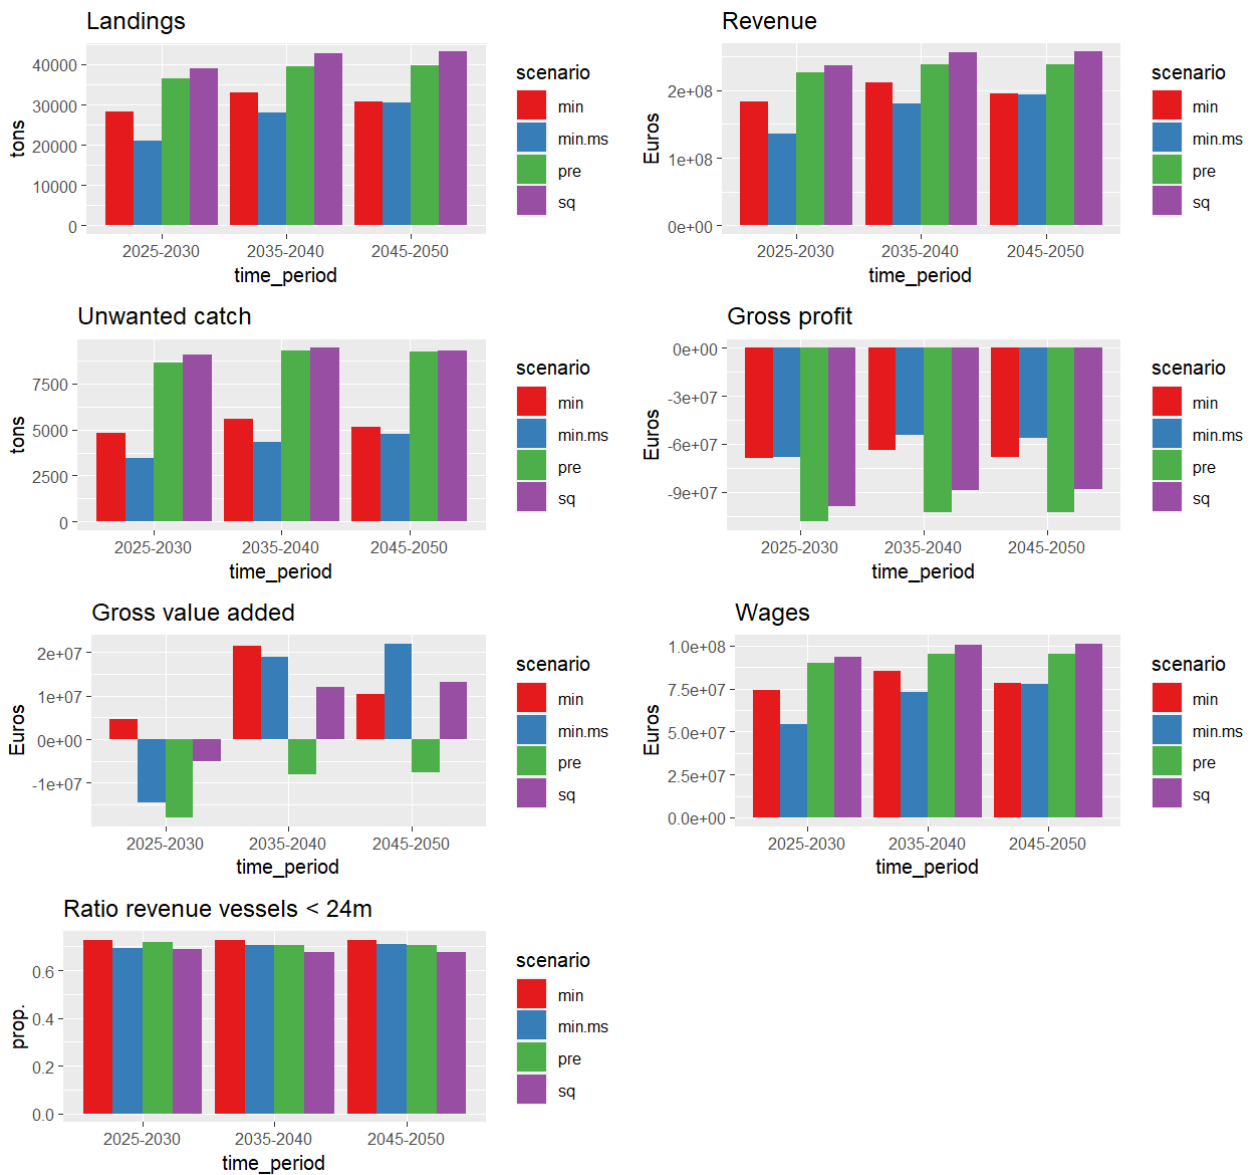 Landings
tons
40000
30000
20000
10000
0
2025-2030
2035-2040
2045-2050
time_period
scenario
min
min.ms
pre
sq
Revenue
Euros
2e+08
1e+08
0e+00
2025-2030
2035-2040
2045-2050
time_period
scenario
min
min.ms
pre
sq
Unwanted catch
tons
7500
5000
2500
0
2025-2030
2035-2040
2045-2050
time_period
scenario
min
min.ms
pre
sq
Gross profit
Euros
0e+00
-3e+07
-6e+07
-9e+07
2025-2030
2035-2040
2045-2050
time_period
scenario
min
min.ms
pre
sq
Gross value added
Euros
2e+07
1e+07
0e+00
-1e+07
2025-2030
2035-2040
2045-2050
time_period
scenario
min
min.ms
pre
sq
Wages
Euros
1.0e+08
7.5e+07
5.0e+07
2.5e+07
0.0e+00
2025-2030
2035-2040
2045-2050
time_period
scenario
min
min.ms
pre
sq
Ratio revenue vessels < 24m
prop.
0.6
0.4
0.2
0.0
2025-2030
2035-2040
2045-2050
time_period
scenario
min
min.ms
pre
sq